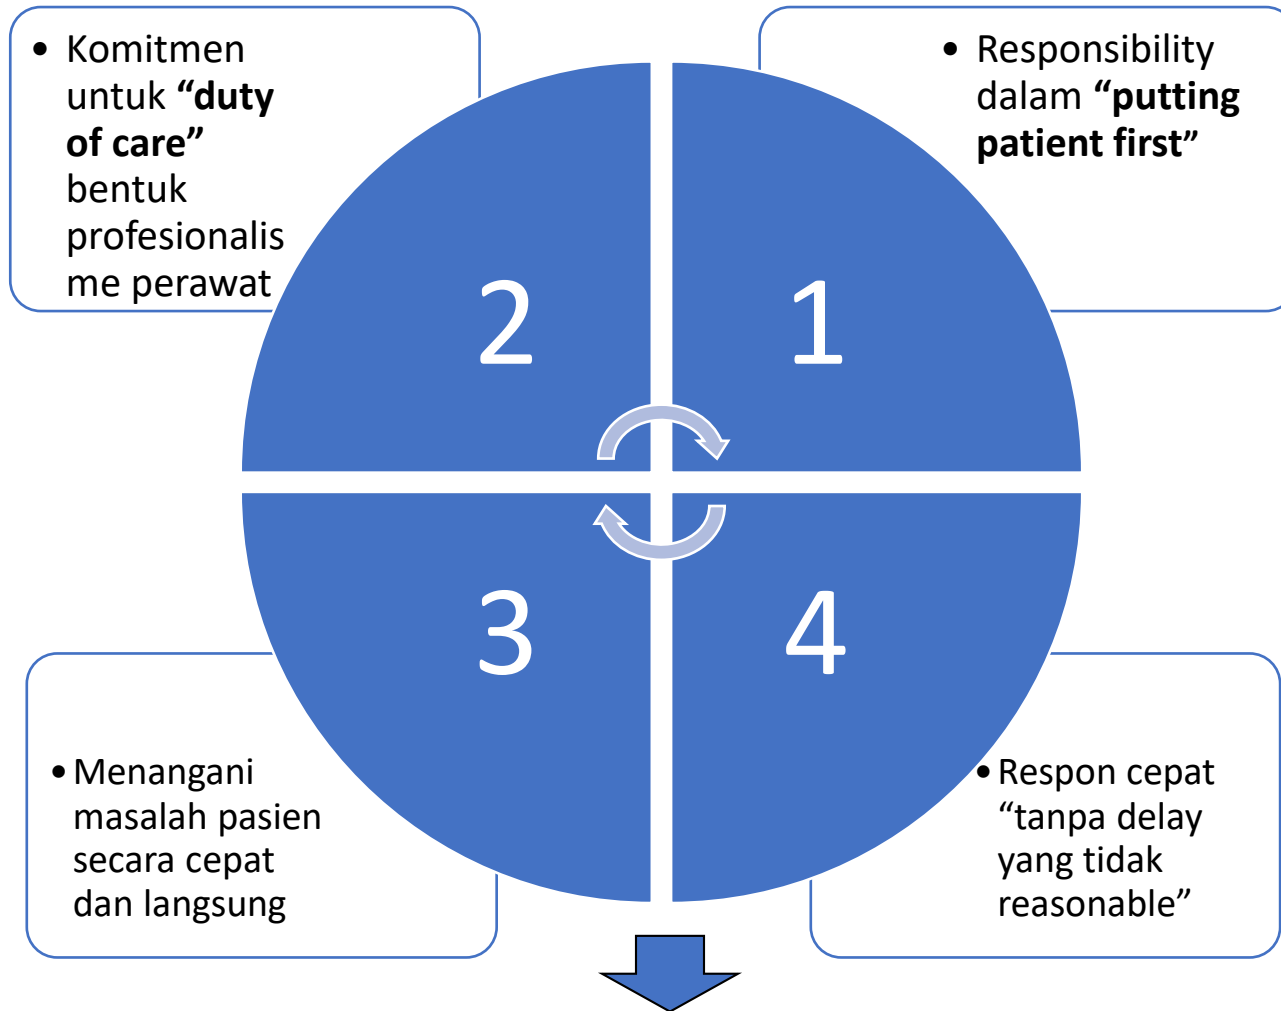 • Komitmen
untuk “duty
of care”
bentuk
profesionalis
me perawat
• Responsibility
dalam “putting
patient first”
2
1
3
4
• Menangani
masalah pasien
secara cepat
dan langsung
• Respon cepat
“tanpa delay
yang tidak
reasonable”